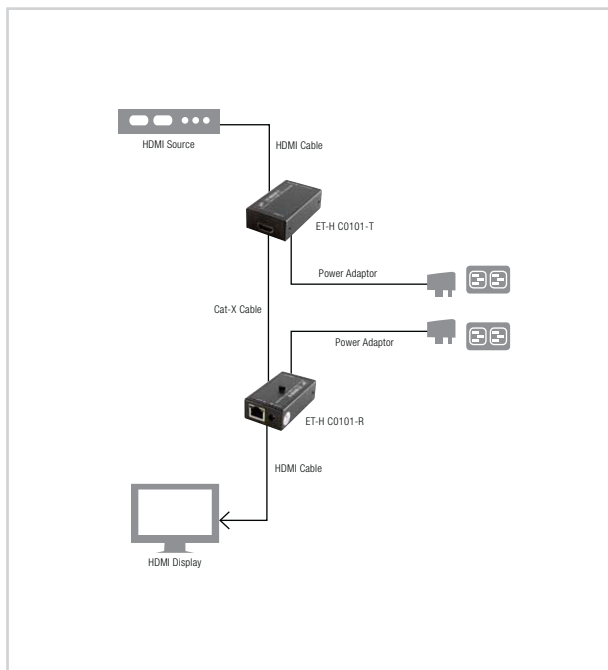 HDMI Source
HDMI Cable
ET-H C0101-T
Power Adaptor
Cat-X Cable
Power Adaptor
ET-H C0101-R
HDMI Cable
HDMI Display